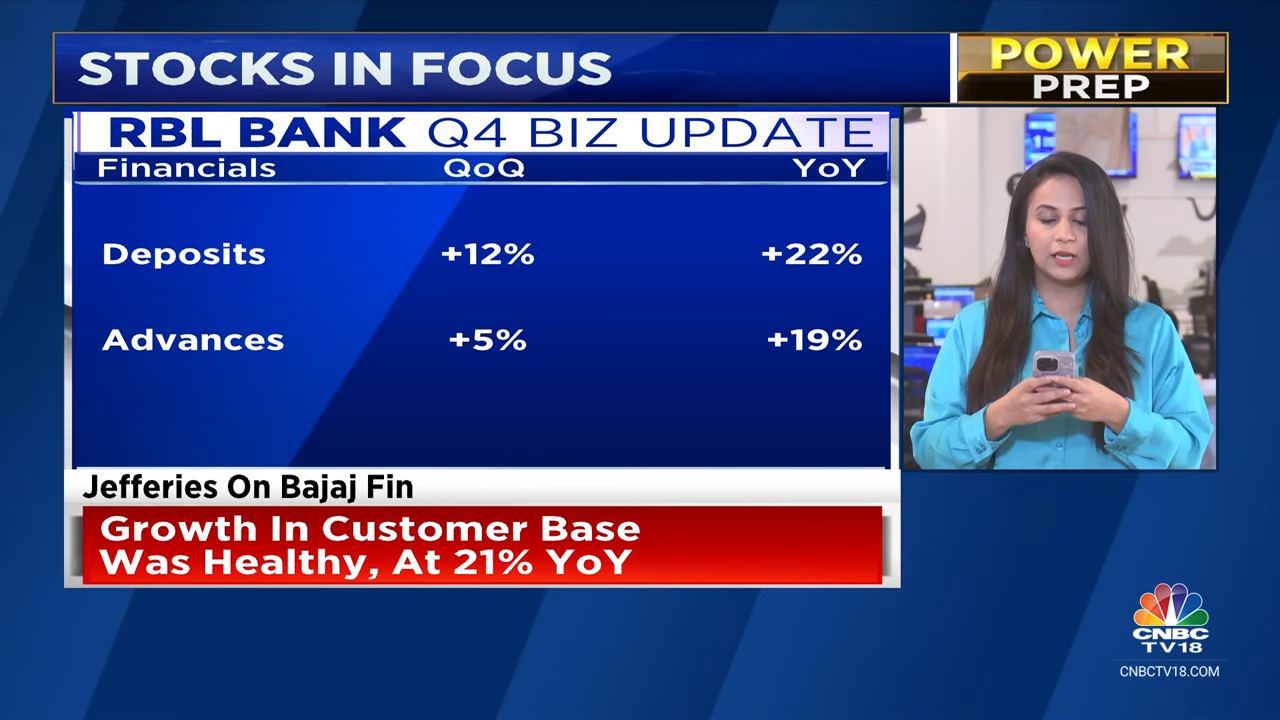 STOCKS IN FOCUS
POWER
PREP
RBL BANK Q4 BIZ UPDATE
Financials QoQ YoY
Deposits +12% +22%
Advances +5% +19%
Jefferies On Bajaj Fin
Growth In Customer Base
Was Healthy, At 21% YoY
CNBC
TV18
CNBCTV18.COM